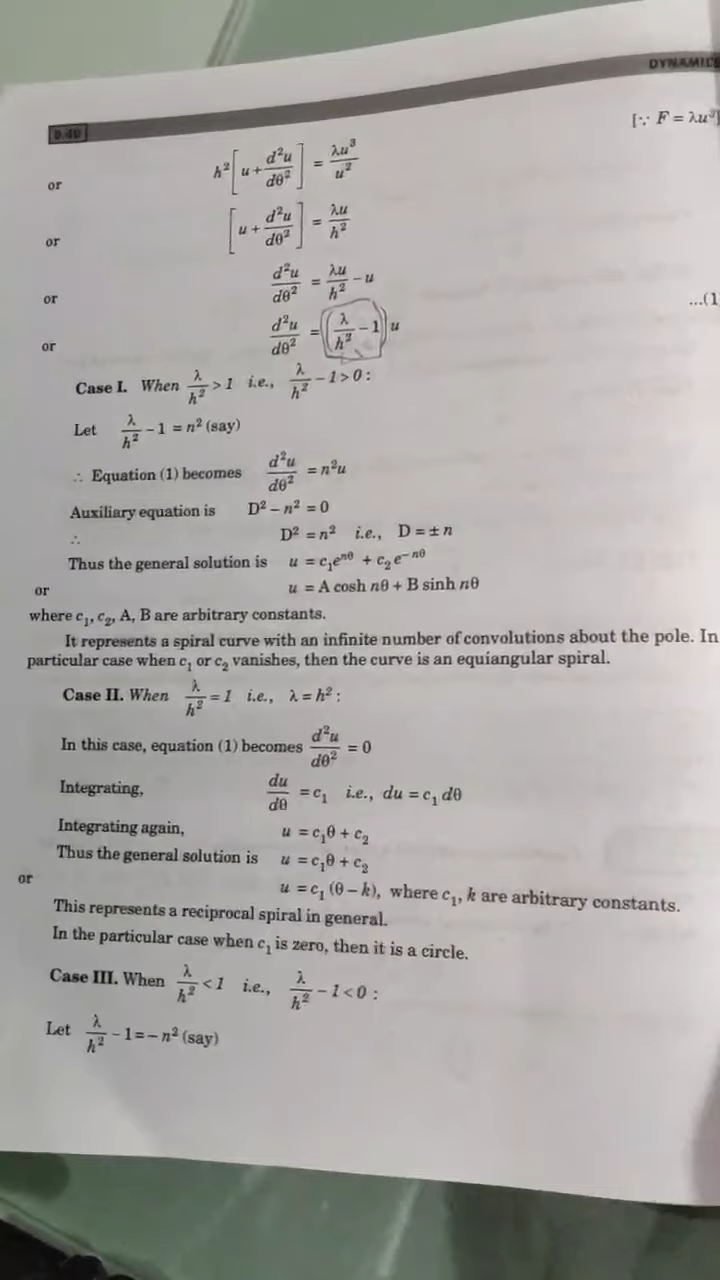 DYNAMICS
9.40
[∵ F = λu³]
or h²[u + d²u/dθ²] = λu³/u²
or [u + d²u/dθ²] = λu/h²
or d²u/dθ² = λu/h² – u
or d²u/dθ² = (λ/h² – 1)u ...(1
Case I. When λ/h² > 1 i.e., λ/h² – 1 > 0 :
Let λ/h² – 1 = n² (say)
∴ Equation (1) becomes d²u/dθ² = n²u
Auxiliary equation is D² – n² = 0
∴ D² = n² i.e., D = ± n
Thus the general solution is u = c₁e^{nθ} + c₂e^{–nθ}
or u = A cosh nθ + B sinh nθ
where c₁, c₂, A, B are arbitrary constants.
It represents a spiral curve with an infinite number of convolutions about the pole. In
particular case when c₁ or c₂ vanishes, then the curve is an equiangular spiral.
Case II. When λ/h² = 1 i.e., λ = h² :
In this case, equation (1) becomes d²u/dθ² = 0
Integrating, du/dθ = c₁ i.e., du = c₁ dθ
Integrating again, u = c₁θ + c₂
Thus the general solution is u = c₁θ + c₂
or u = c₁ (θ – k), where c₁, k are arbitrary constants.
This represents a reciprocal spiral in general.
In the particular case when c₁ is zero, then it is a circle.
Case III. When λ/h² < 1 i.e., λ/h² – 1 < 0 :
Let λ/h² – 1 = – n² (say)